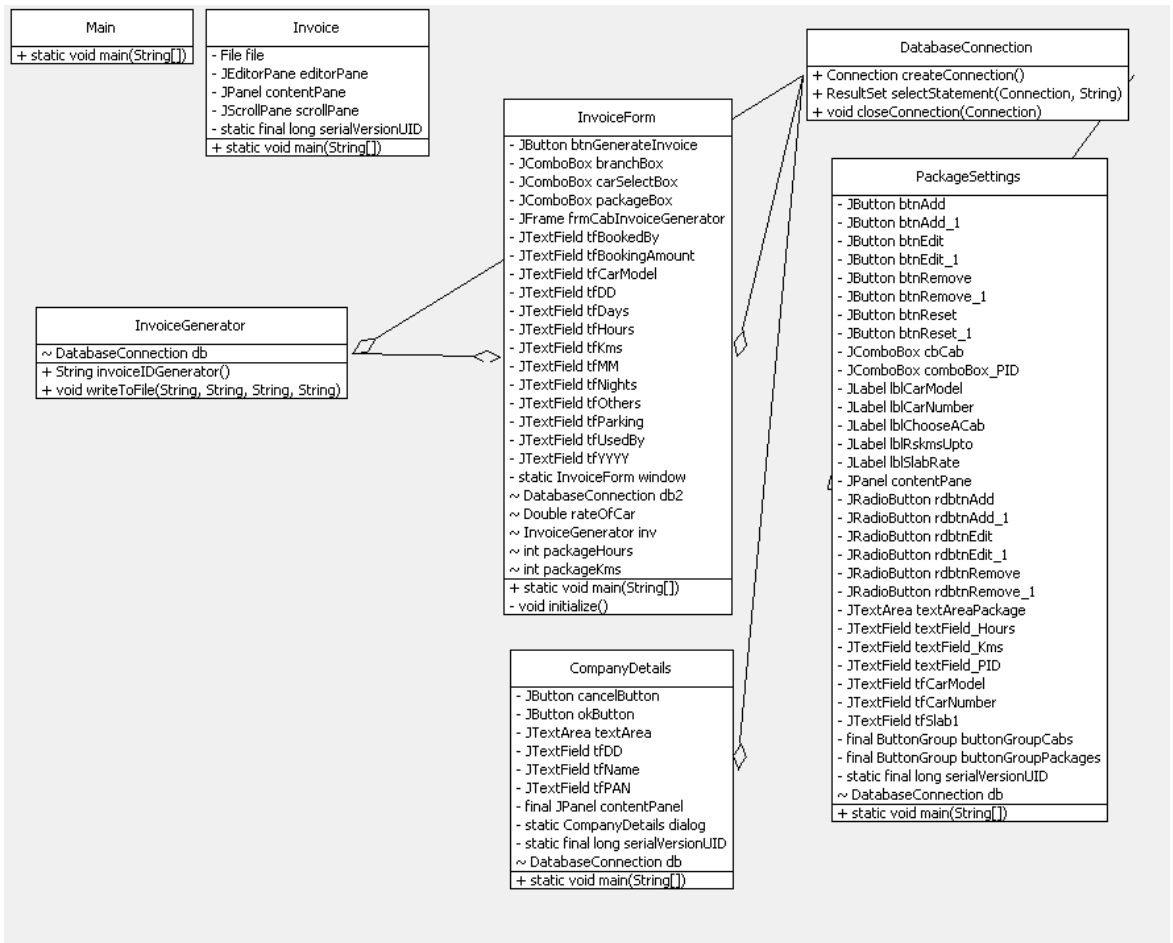 Main
+ static void main(String[])
Invoice
- File file
- JEditorPane editorPane
- JPanel contentPane
- JScrollPane scrollPane
- static final long serialVersionUID
+ static void main(String[])
DatabaseConnection
+ Connection createConnection()
+ ResultSet selectStatement(Connection, String)
+ void closeConnection(Connection)
InvoiceForm
- JButton btnGenerateInvoice
- JComboBox branchBox
- JComboBox carSelectBox
- JComboBox packageBox
- JFrame frmCabInvoiceGenerator
- JTextField tfBookedBy
- JTextField tfBookingAmount
- JTextField tfCarModel
- JTextField tfDD
- JTextField tfDays
- JTextField tfHours
- JTextField tfKms
- JTextField tfMM
- JTextField tfNights
- JTextField tfOthers
- JTextField tfParking
- JTextField tfUsedBy
- JTextField tfYYYY
- static InvoiceForm window
~ DatabaseConnection db2
~ Double rateOfCar
~ InvoiceGenerator inv
~ int packageHours
~ int packageKms
+ static void main(String[])
- void initialize()
PackageSettings
- JButton btnAdd
- JButton btnAdd_1
- JButton btnEdit
- JButton btnEdit_1
- JButton btnRemove
- JButton btnRemove_1
- JButton btnReset
- JButton btnReset_1
- JComboBox cbCab
- JComboBox comboBox_PID
- JLabel lblCarModel
- JLabel lblCarNumber
- JLabel lblChooseACab
- JLabel lblRskmsUpto
- JLabel lblSlabRate
- JPanel contentPane
- JRadioButton rdbtnAdd
- JRadioButton rdbtnAdd_1
- JRadioButton rdbtnEdit
- JRadioButton rdbtnEdit_1
- JRadioButton rdbtnRemove
- JRadioButton rdbtnRemove_1
- JTextArea textAreaPackage
- JTextField textField_Hours
- JTextField textField_Kms
- JTextField textField_PID
- JTextField tfCarModel
- JTextField tfCarNumber
- JTextField tfSlab1
- final ButtonGroup buttonGroupCabs
- final ButtonGroup buttonGroupPackages
- static final long serialVersionUID
~ DatabaseConnection db
+ static void main(String[])
InvoiceGenerator
~ DatabaseConnection db
+ String invoiceIDGenerator()
+ void writeToFile(String, String, String, String)
CompanyDetails
- JButton cancelButton
- JButton okButton
- JTextArea textArea
- JTextField tfDD
- JTextField tfName
- JTextField tfPAN
- final JPanel contentPanel
- static CompanyDetails dialog
- static final long serialVersionUID
~ DatabaseConnection db
+ static void main(String[])